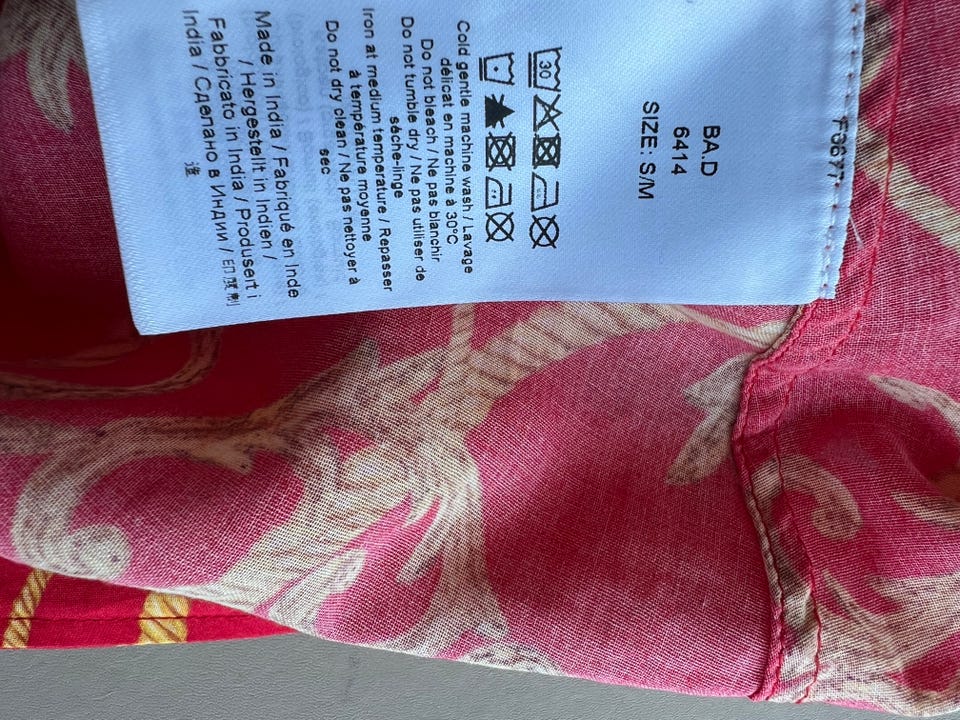 BA.D
6414
SIZE: S/M
30
Cold gentle machine wash / Lavage
délicat en machine à 30°C
Do not bleach / Ne pas blanchir
Do not tumble dry / Ne pas utiliser de
sèche-linge
Iron at medium temperature / Repasser
à température moyenne
Do not dry clean / Ne pas nettoyer à
sec
Made in India / Fabriqué en Inde
/ Hergestellt in Indien /
Fabbricato in India / Produsert i
India / Сделано в Индии / 印度制
造